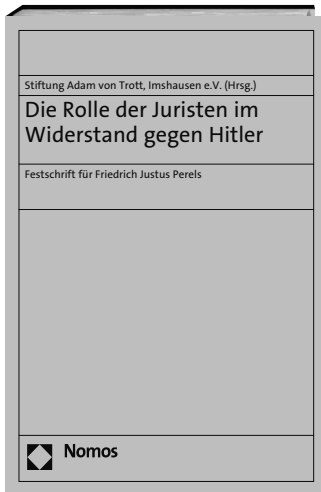 Stiftung Adam von Trott, Imshausen e.V. (Hrsg.)
Die Rolle der Juristen im
Widerstand gegen Hitler
Festschrift für Friedrich Justus Perels
Nomos